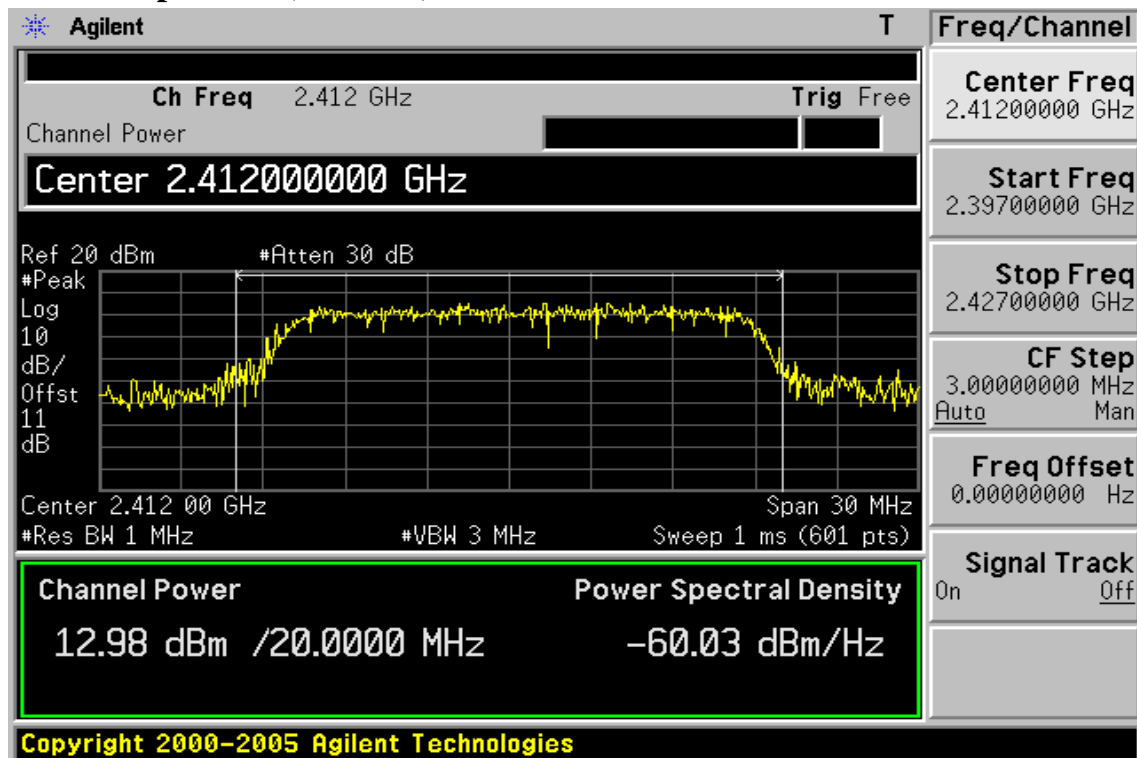 Agilent T
Ch Freq 2.412 GHz Trig Free
Channel Power
Center 2.412000000 GHz
Ref 20 dBm #Atten 30 dB
#Peak
Log
10
dB/
Offst
11
dB
Center 2.412 00 GHz Span 30 MHz
#Res BW 1 MHz #VBW 3 MHz Sweep 1 ms (601 pts)
Channel Power Power Spectral Density
12.98 dBm /20.0000 MHz -60.03 dBm/Hz
Copyright 2000-2005 Agilent Technologies
Freq/Channel
Center Freq
2.41200000 GHz
Start Freq
2.39700000 GHz
Stop Freq
2.42700000 GHz
CF Step
3.00000000 MHz
Auto Man
Freq Offset
0.00000000 Hz
Signal Track
On Off